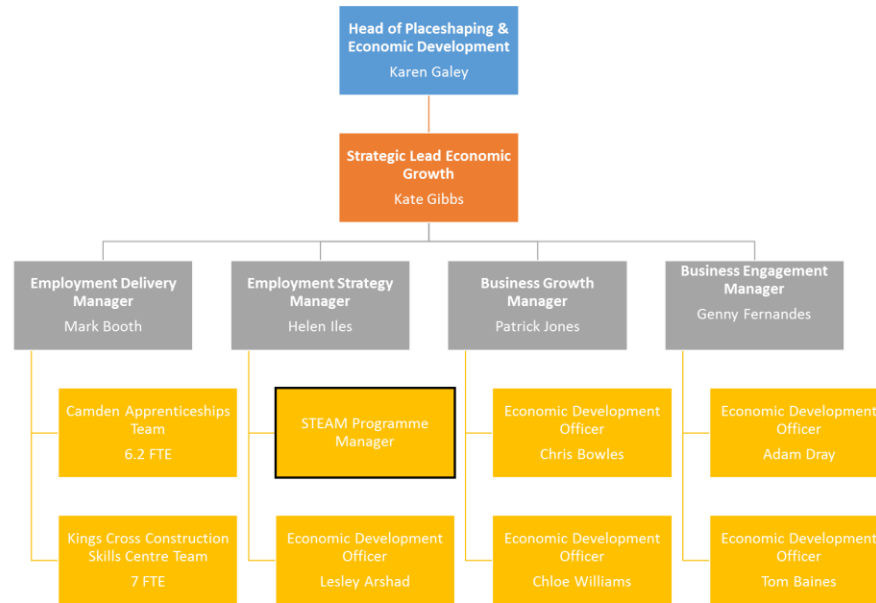 Head of Placeshaping &
Economic Development
Karen Galey
Strategic Lead Economic
Growth
Kate Gibbs
Employment Delivery
Manager
Mark Booth
Employment Strategy
Manager
Helen Iles
Business Growth
Manager
Patrick Jones
Business Engagement
Manager
Genny Fernandes
Camden Apprenticeships
Team
6.2 FTE
STEAM Programme
Manager
Economic Development
Officer
Chris Bowles
Economic Development
Officer
Adam Dray
Kings Cross Construction
Skills Centre Team
7 FTE
Economic Development
Officer
Lesley Arshad
Economic Development
Officer
Chloe Williams
Economic Development
Officer
Tom Baines